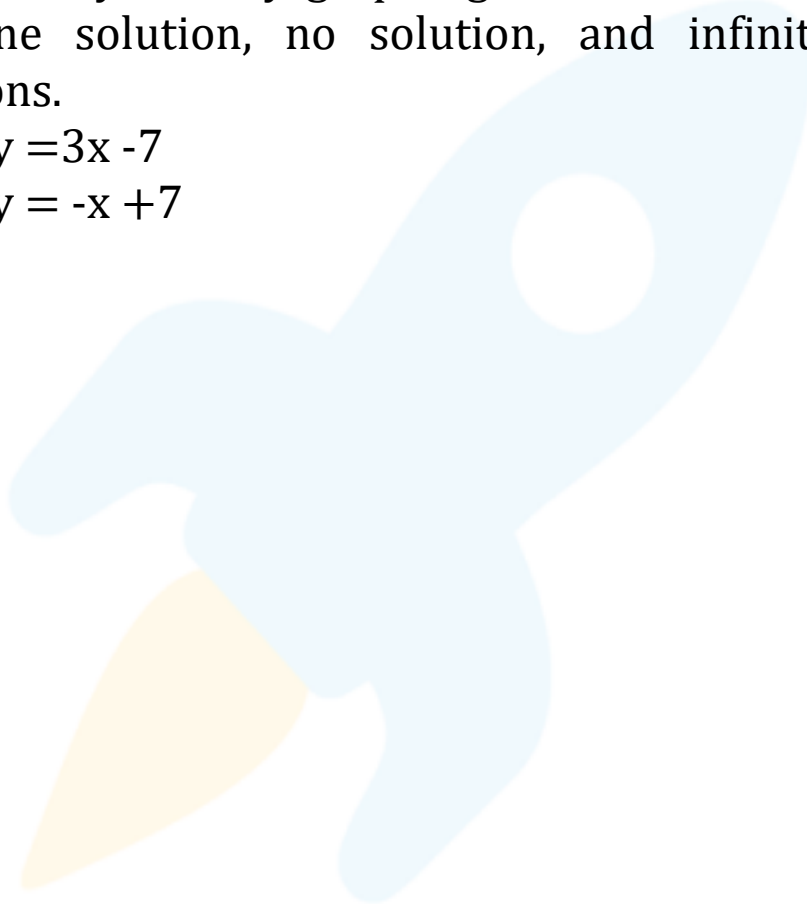 ne solution, no solution, and infinit
ons.
y =3x -7
y = -x +7